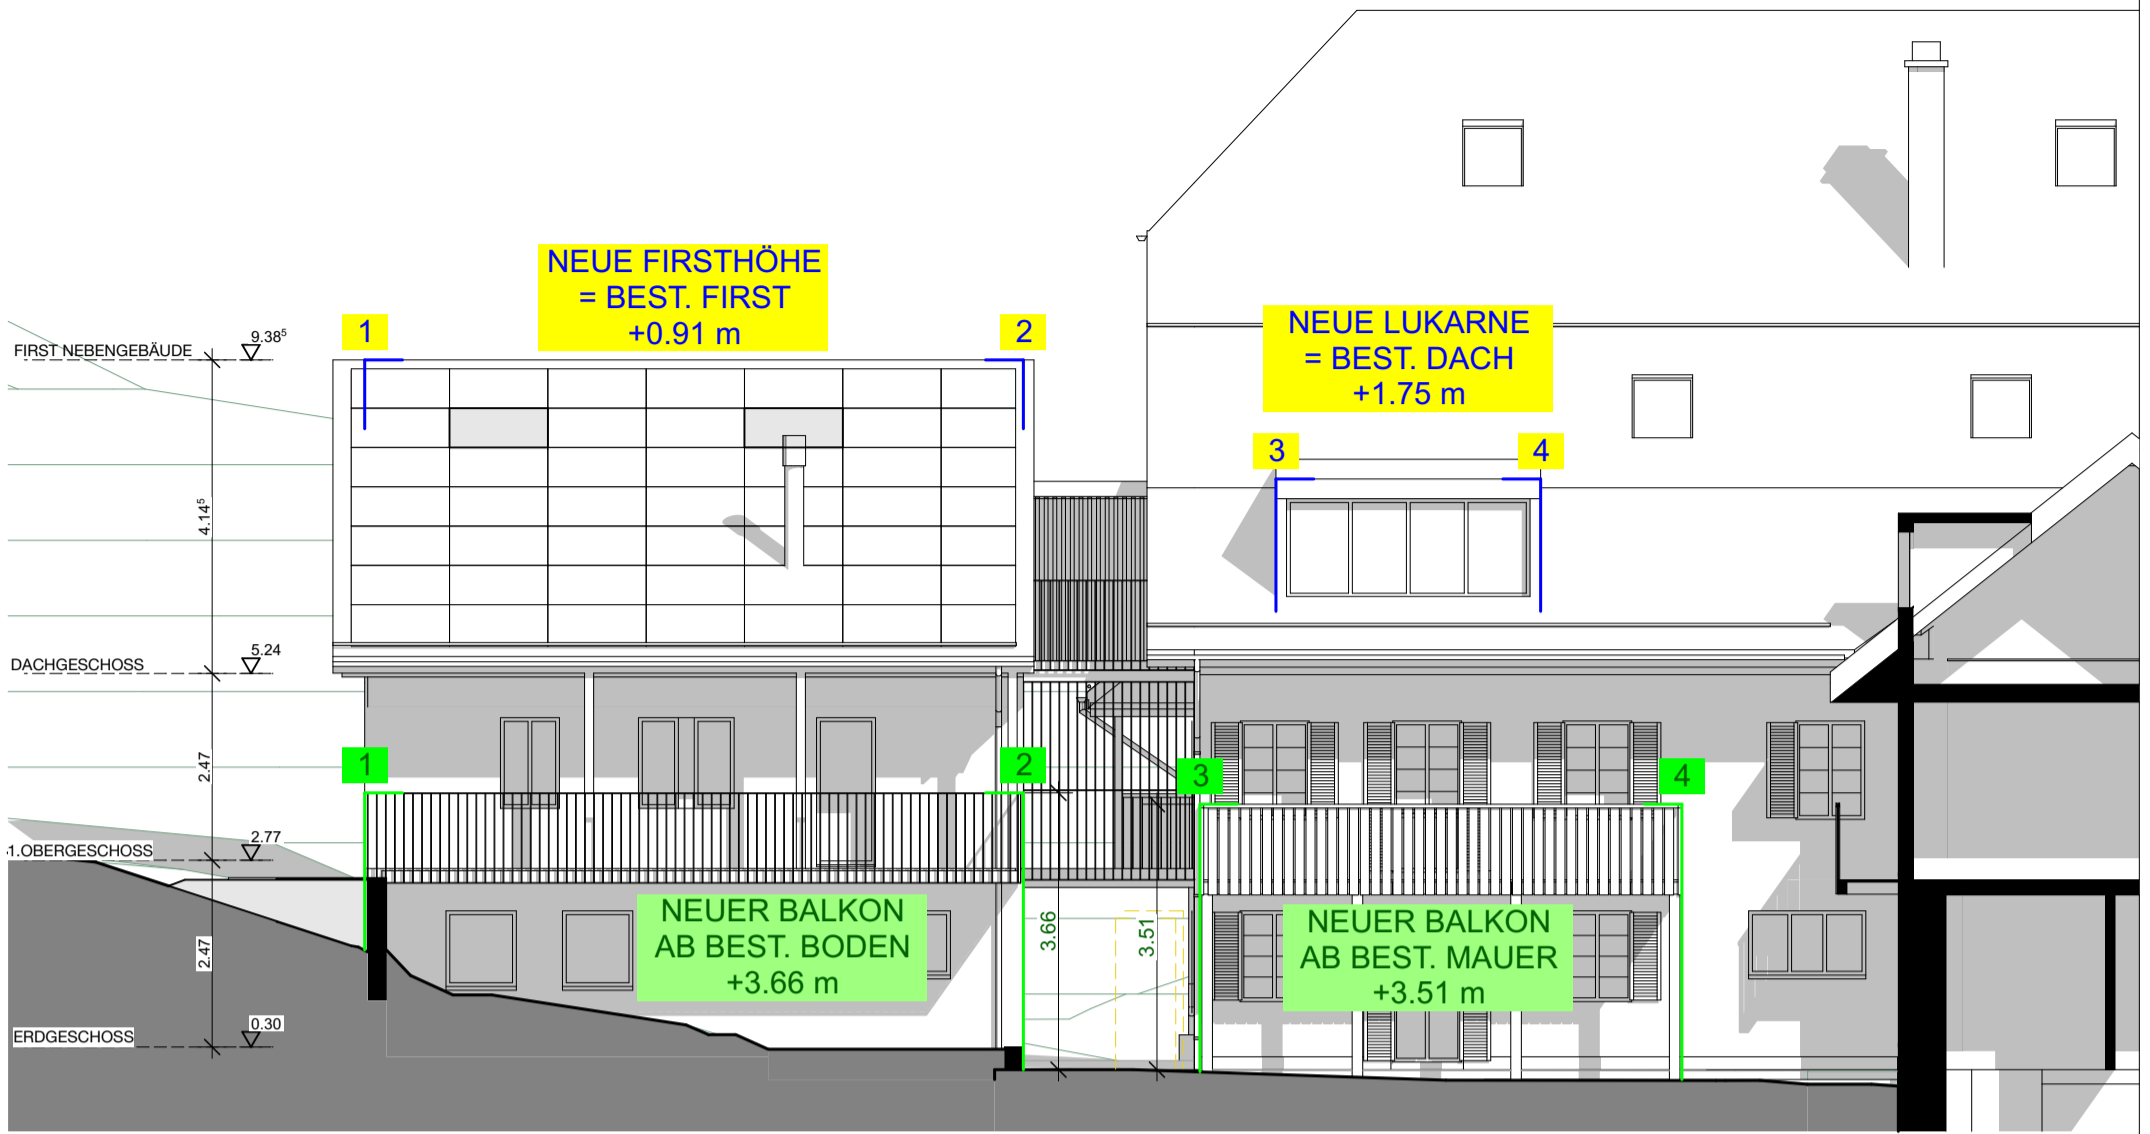 NEUE FIRSTHÖHE
= BEST. FIRST
+0.91 m
1
2
9.38⁵
FIRST NEBENGEBÄUDE
NEUE LUKARNE
= BEST. DACH
+1.75 m
3
4
4.14⁵
5.24
DACHGESCHOSS
2.47
1
2
3
4
2.77
1.OBERGESCHOSS
NEUER BALKON
AB BEST. BODEN
+3.66 m
3.66
3.51
NEUER BALKON
AB BEST. MAUER
+3.51 m
2.47
0.30
ERDGESCHOSS